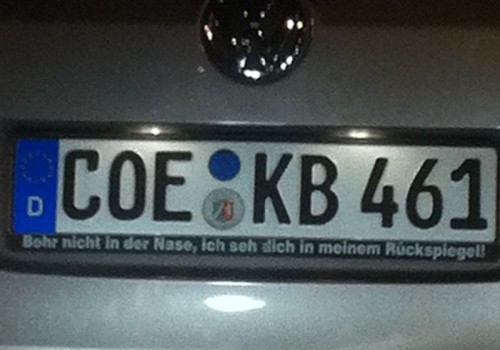 D COE KB 461
Bohr nicht in der Nase, ich seh dich in meinem Rückspiegel!